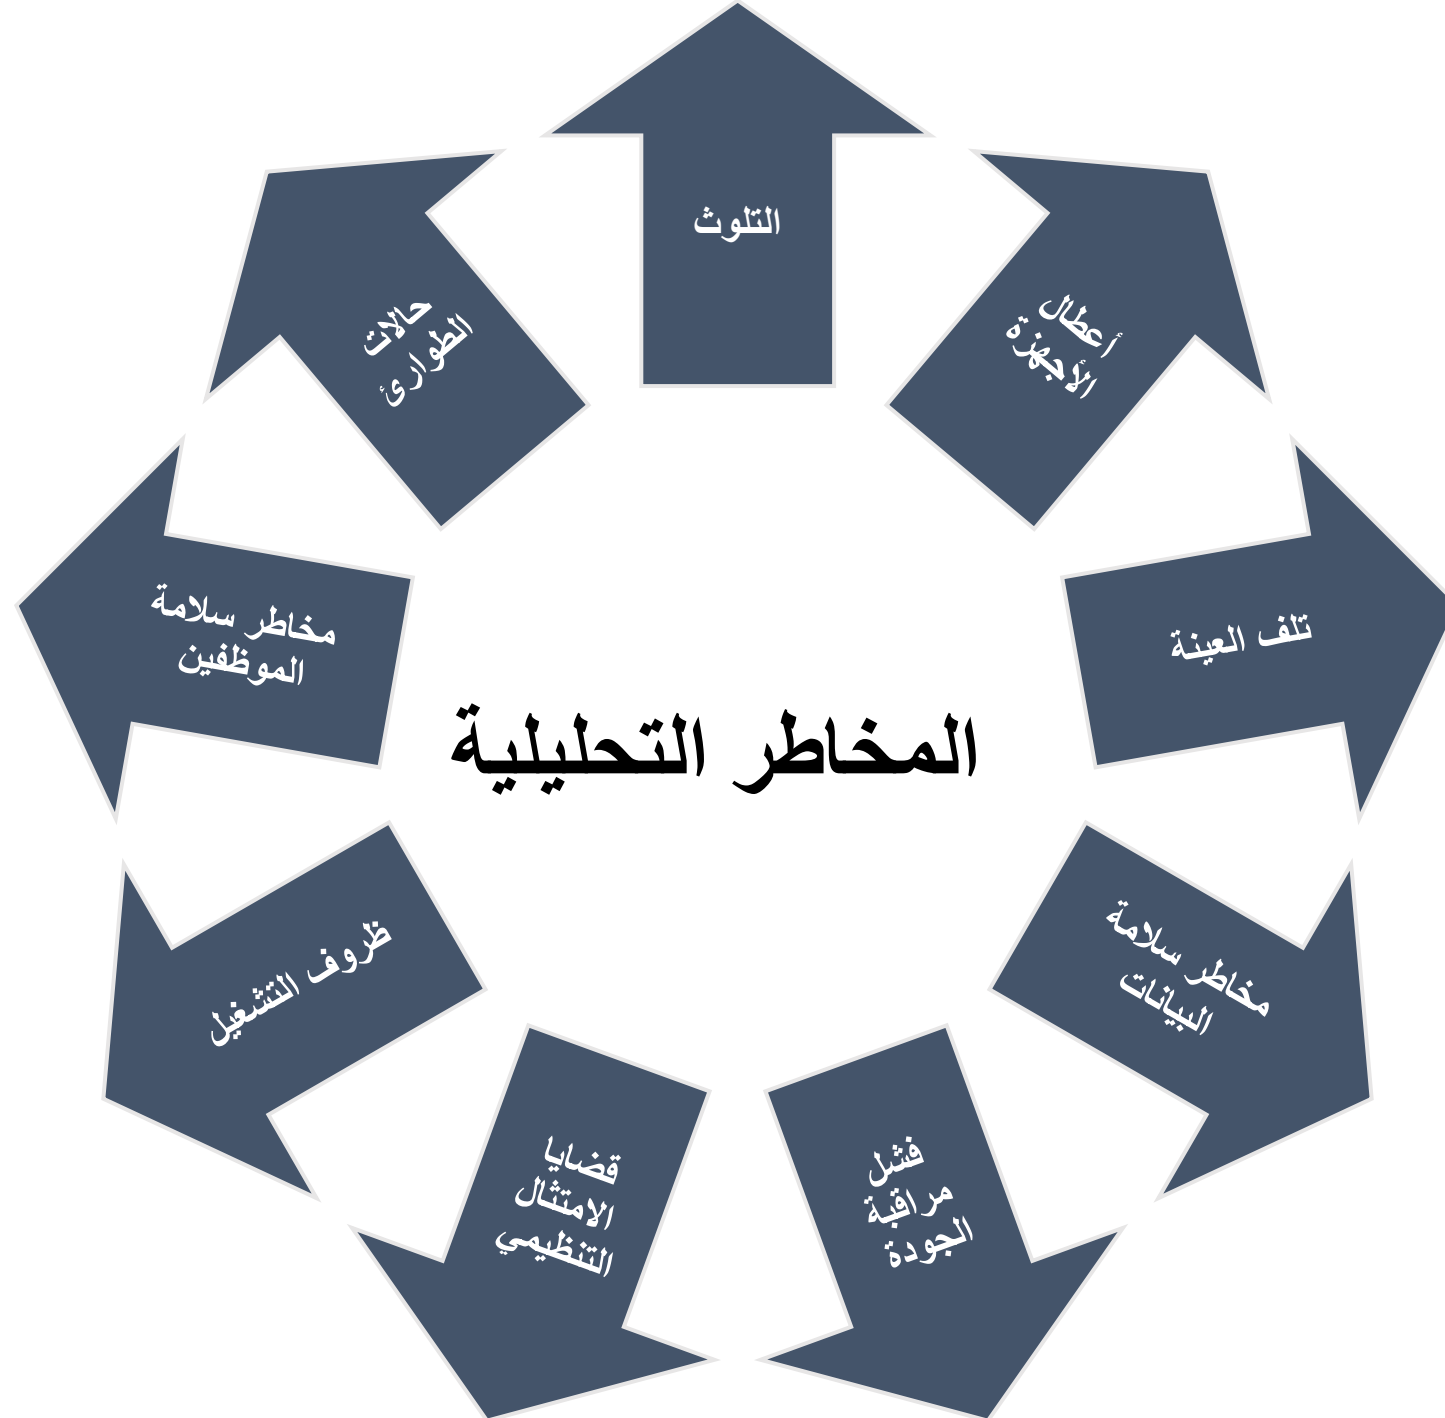 التلوث
أعطال
الأجهزة
تلف العينة
مخاطر سلامة
البيانات
فشل
مراقبة
الجودة
قضايا
الامتثال
التنظيمي
ظروف التشغيل
مخاطر سلامة
الموظفين
حالات
الطوارئ
المخاطر التحليلية